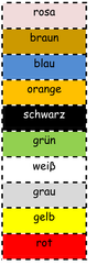 rosa
braun
blau
orange
schwarz
grün
weiß
grau
gelb
rot